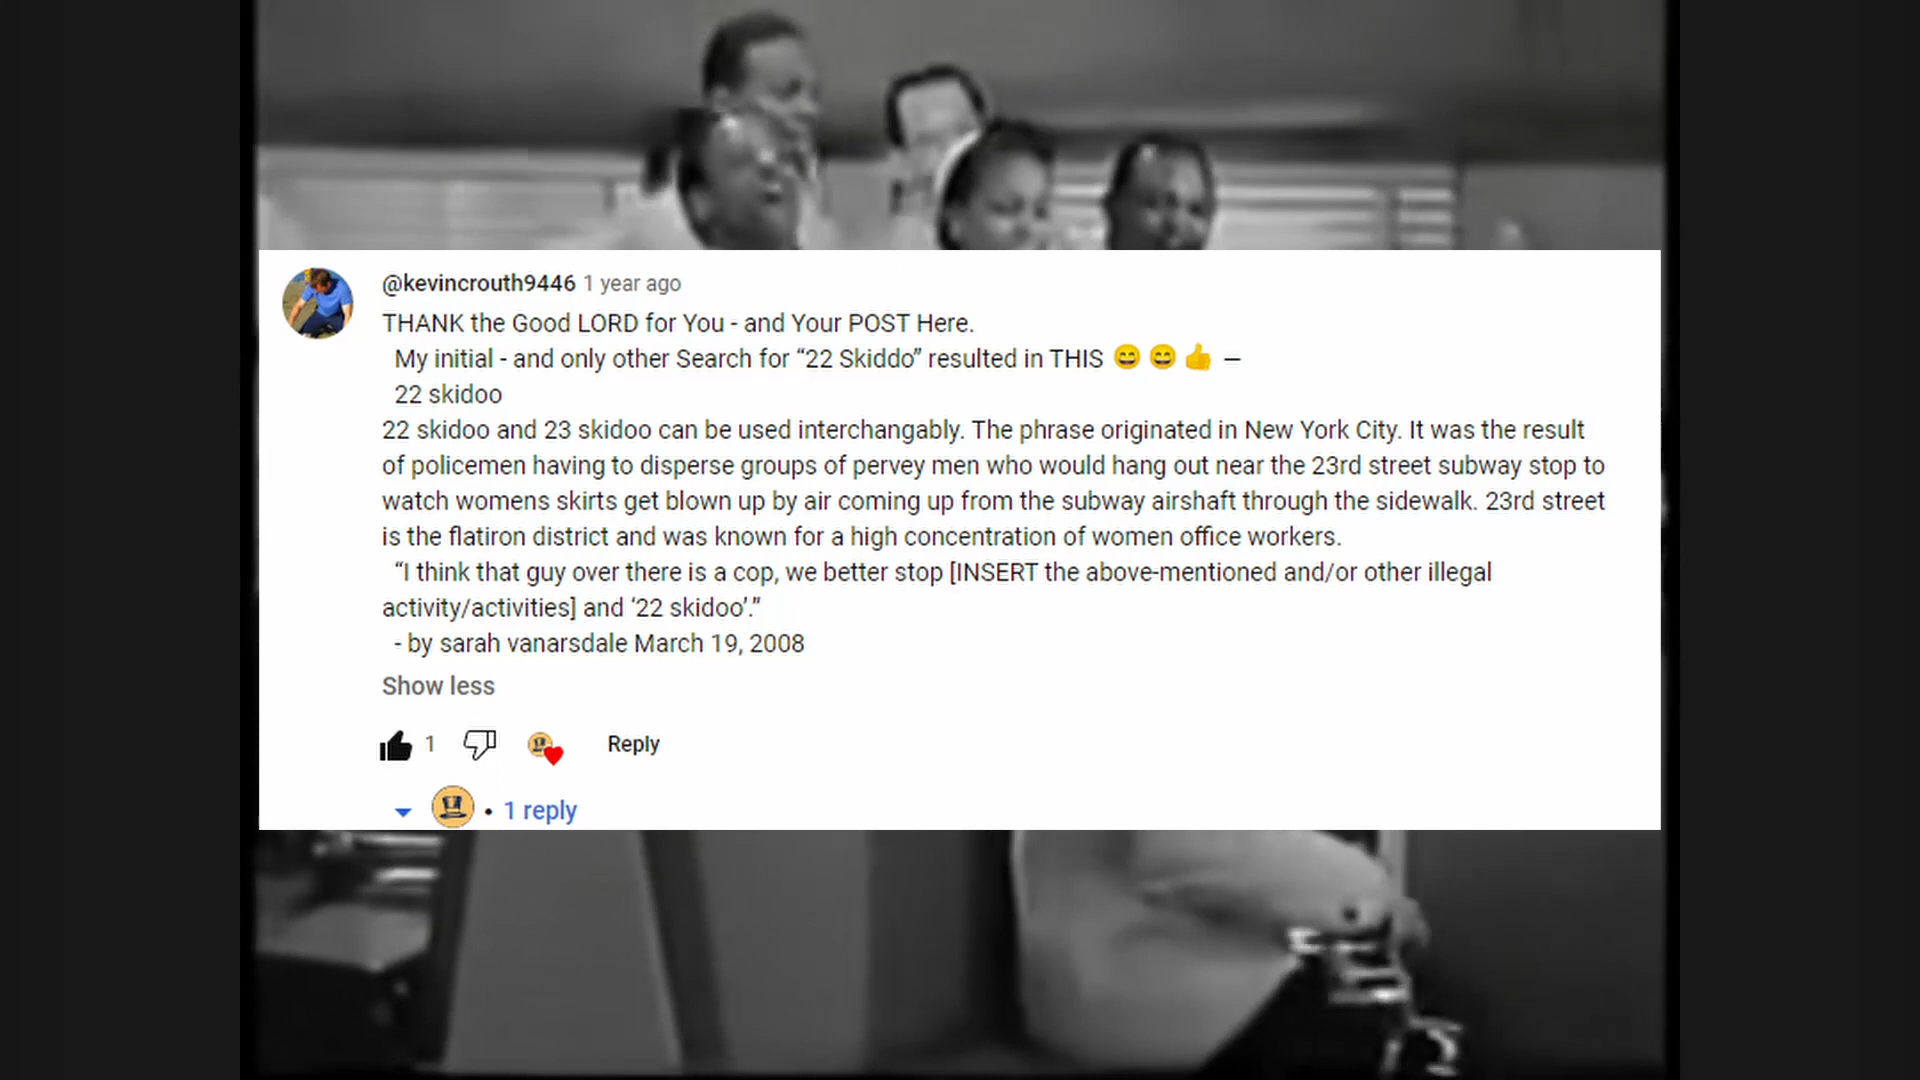 @kevincrouth9446 1 year ago
THANK the Good LORD for You - and Your POST Here.
My initial - and only other Search for “22 Skiddo” resulted in THIS 😄 😄 👍 –
22 skidoo
22 skidoo and 23 skidoo can be used interchangably. The phrase originated in New York City. It was the result
of policemen having to disperse groups of pervey men who would hang out near the 23rd street subway stop to
watch womens skirts get blown up by air coming up from the subway airshaft through the sidewalk. 23rd street
is the flatiron district and was known for a high concentration of women office workers.
“I think that guy over there is a cop, we better stop [INSERT the above-mentioned and/or other illegal
activity/activities] and ‘22 skidoo’.”
- by sarah vanarsdale March 19, 2008
Show less
1 Reply
• 1 reply